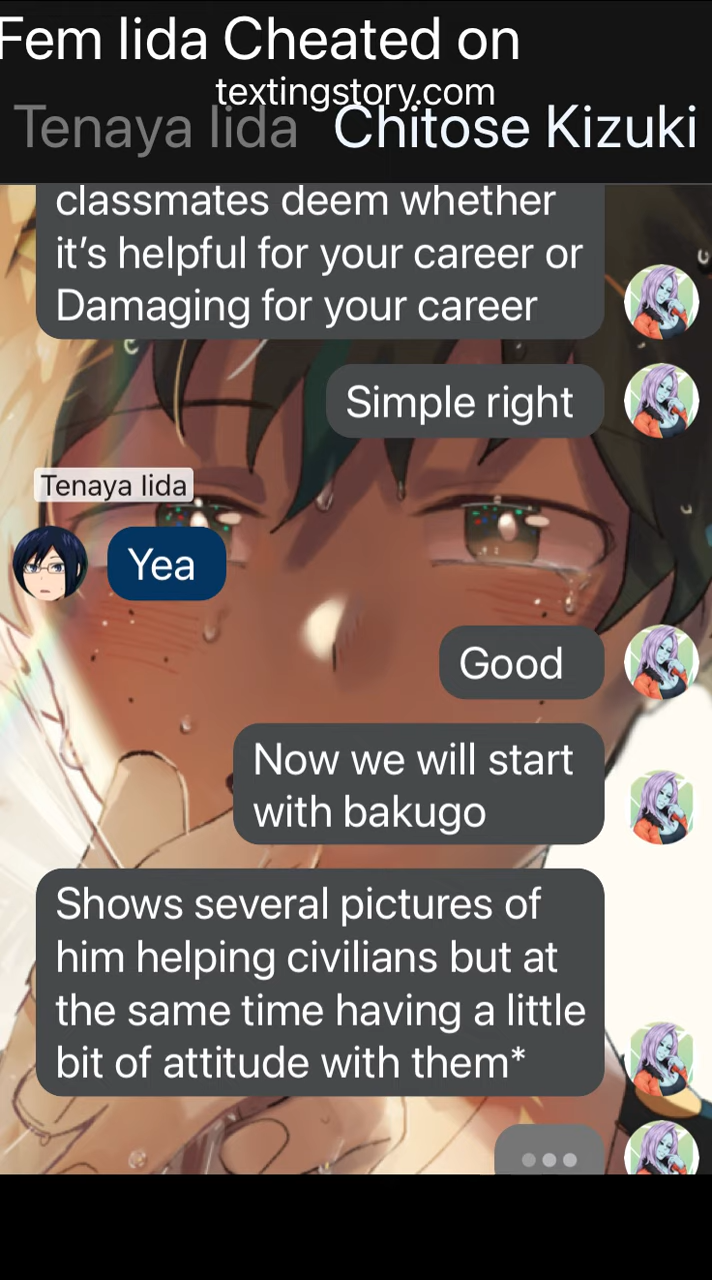 Fem Iida Cheated on
textingstory.com
Tenaya Iida Chitose Kizuki
classmates deem whether
it’s helpful for your career or
Damaging for your career
Simple right
Tenaya Iida
Yea
Good
Now we will start
with bakugo
Shows several pictures of
him helping civilians but at
the same time having a little
bit of attitude with them*